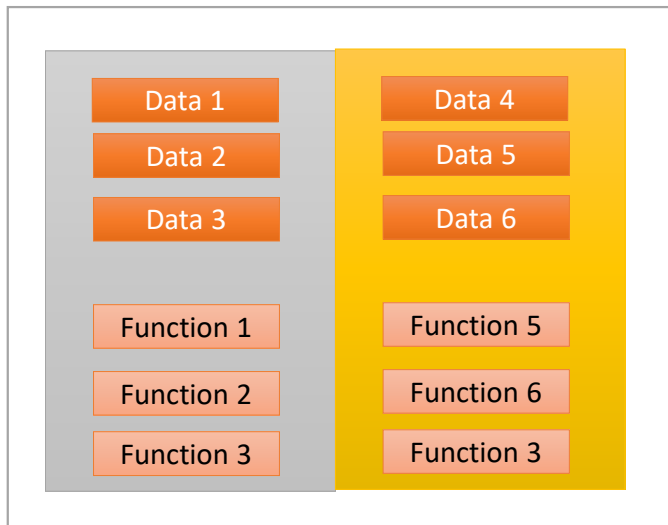 Data 1
Data 2
Data 3
Function 1
Function 2
Function 3
Data 4
Data 5
Data 6
Function 5
Function 6
Function 3